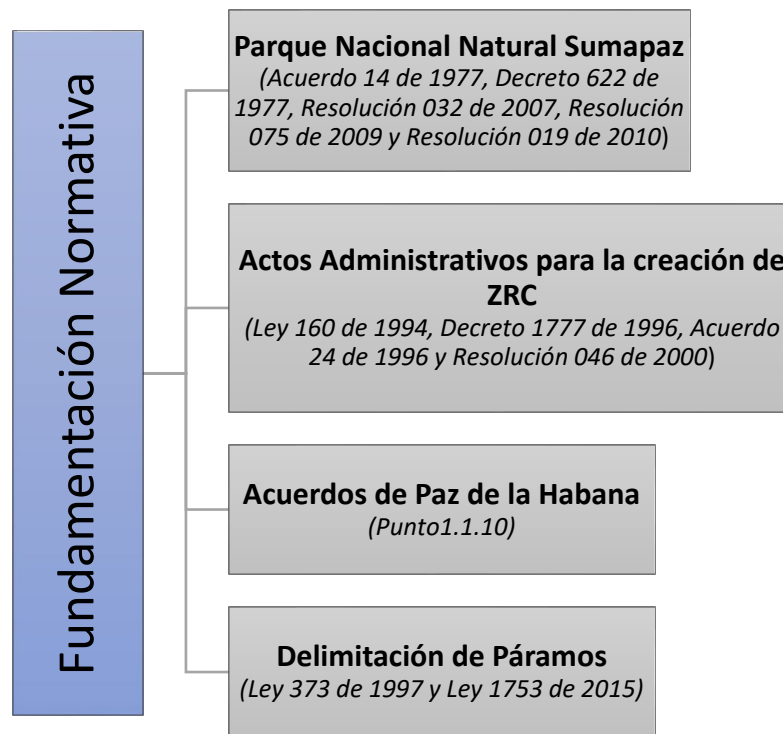 Fundamentación Normativa
Parque Nacional Natural Sumapaz
(Acuerdo 14 de 1977, Decreto 622 de
1977, Resolución 032 de 2007, Resolución
075 de 2009 y Resolución 019 de 2010)
Actos Administrativos para la creación de
ZRC
(Ley 160 de 1994, Decreto 1777 de 1996, Acuerdo
24 de 1996 y Resolución 046 de 2000)
Acuerdos de Paz de la Habana
(Punto1.1.10)
Delimitación de Páramos
(Ley 373 de 1997 y Ley 1753 de 2015)